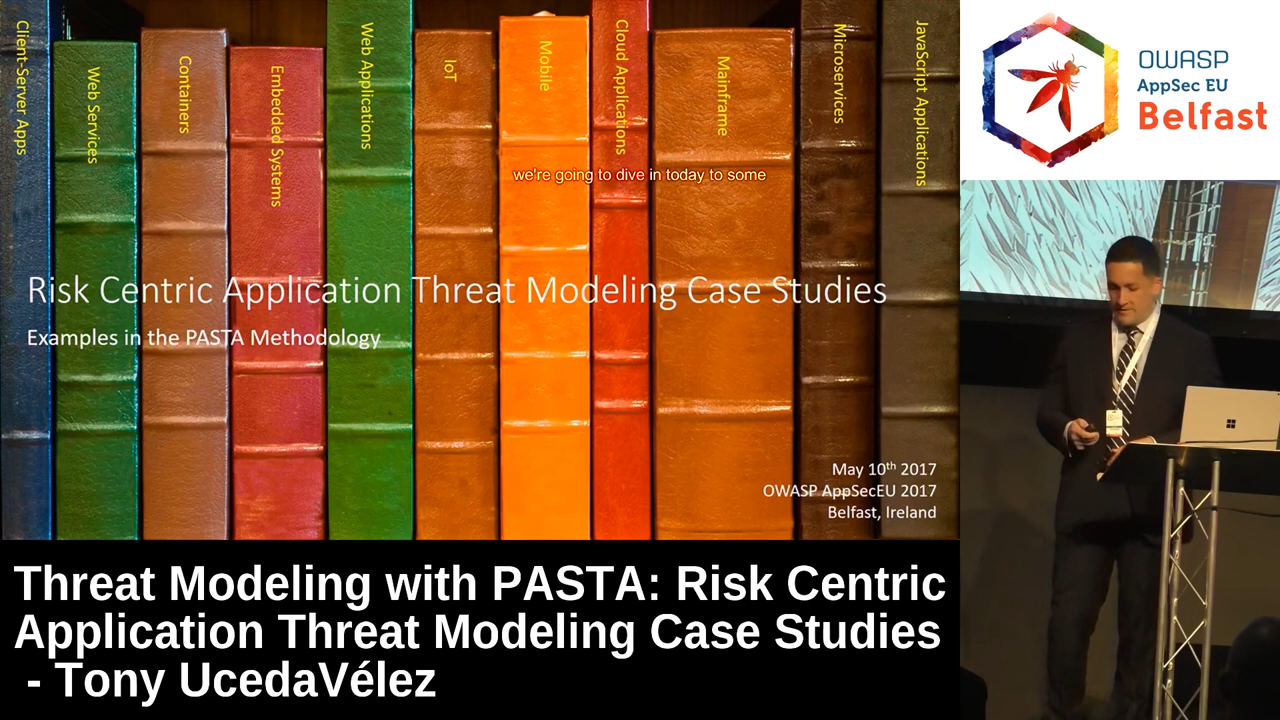 Client-Server Apps
Web Services
Containers
Embedded Systems
Web Applications
IoT
Mobile
Cloud Applications
Mainframe
Microservices
JavaScript Applications
we're going to dive in today to some
Risk Centric Application Threat Modeling Case Studies
Examples in the PASTA Methodology
May 10th 2017
OWASP AppSecEU 2017
Belfast, Ireland
OWASP
AppSec EU
Belfast
Threat Modeling with PASTA: Risk Centric
Application Threat Modeling Case Studies
- Tony UcedaVélez